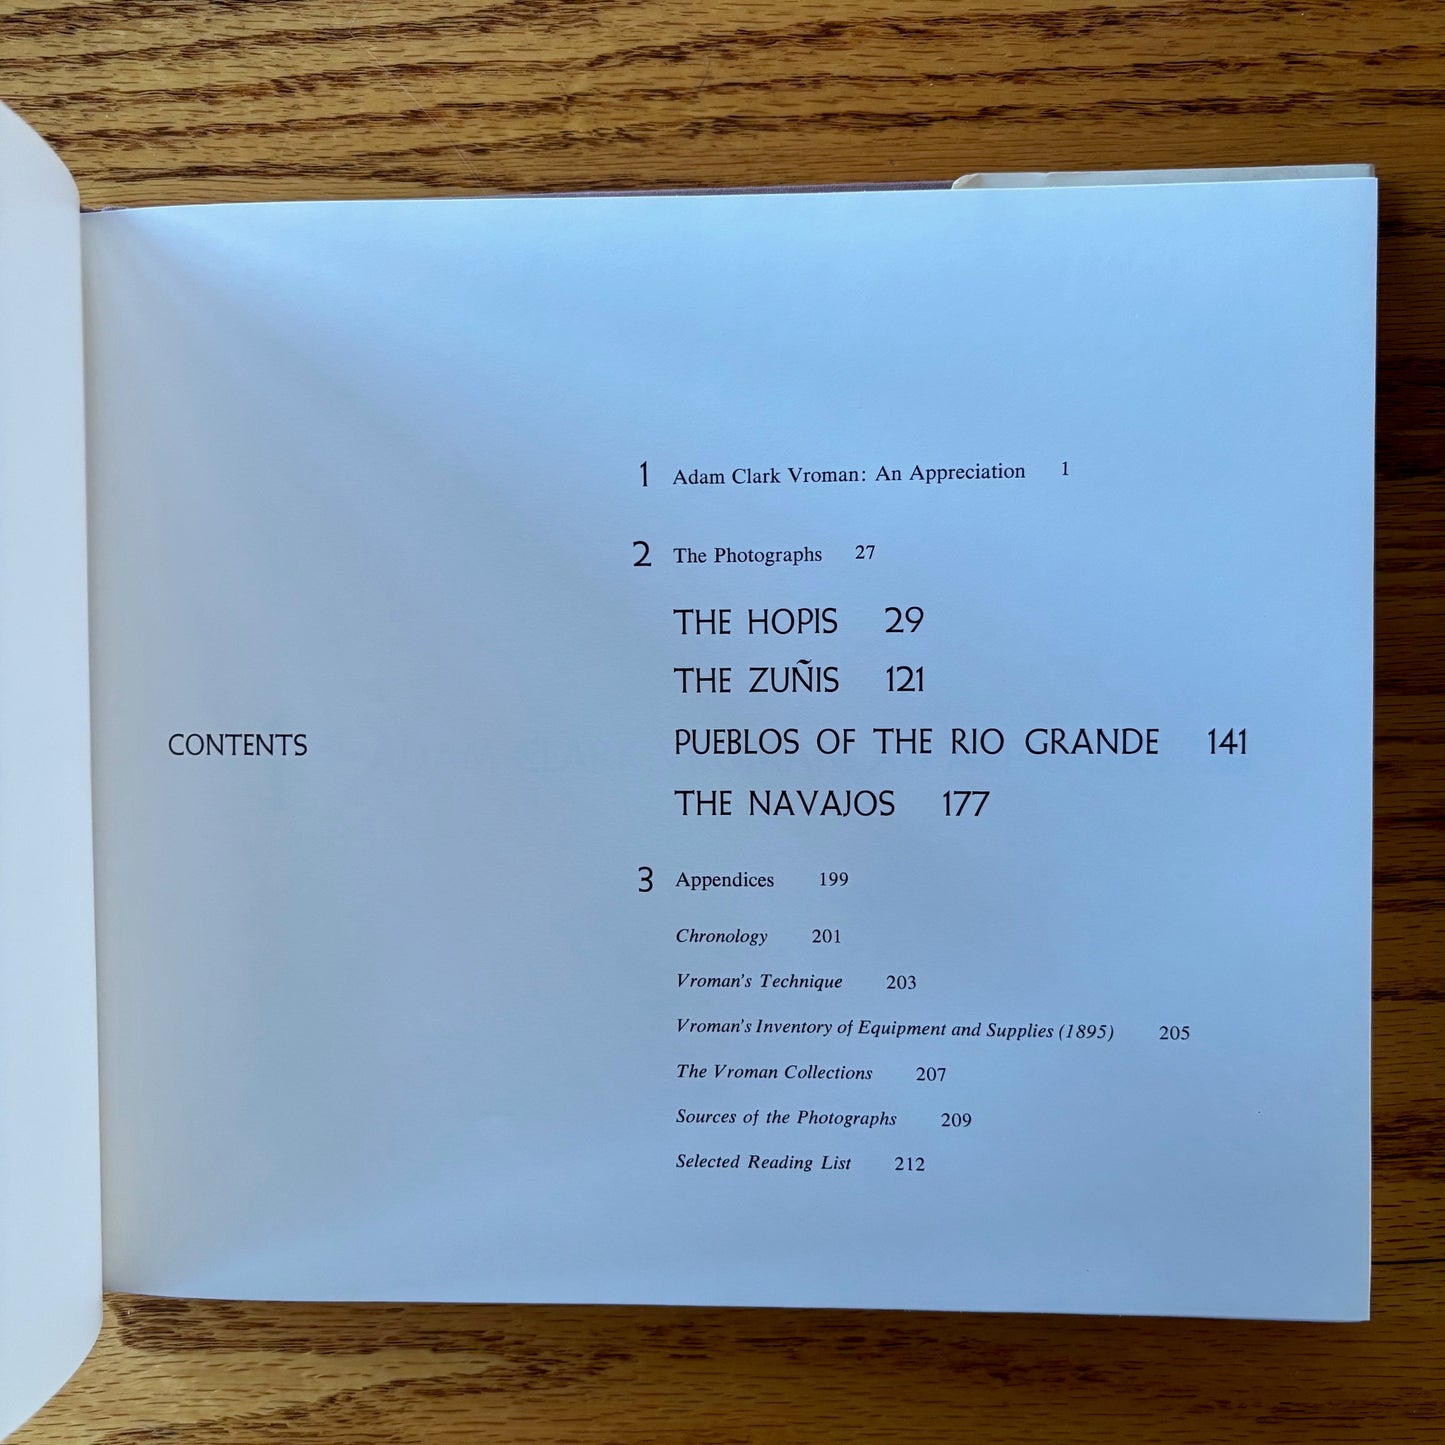 CONTENTS
1 Adam Clark Vroman: An Appreciation 1
2 The Photographs 27
THE HOPIS 29
THE ZUÑIS 121
PUEBLOS OF THE RIO GRANDE 141
THE NAVAJOS 177
3 Appendices 199
Chronology 201
Vroman's Technique 203
Vroman's Inventory of Equipment and Supplies (1895) 205
The Vroman Collections 207
Sources of the Photographs 209
Selected Reading List 212